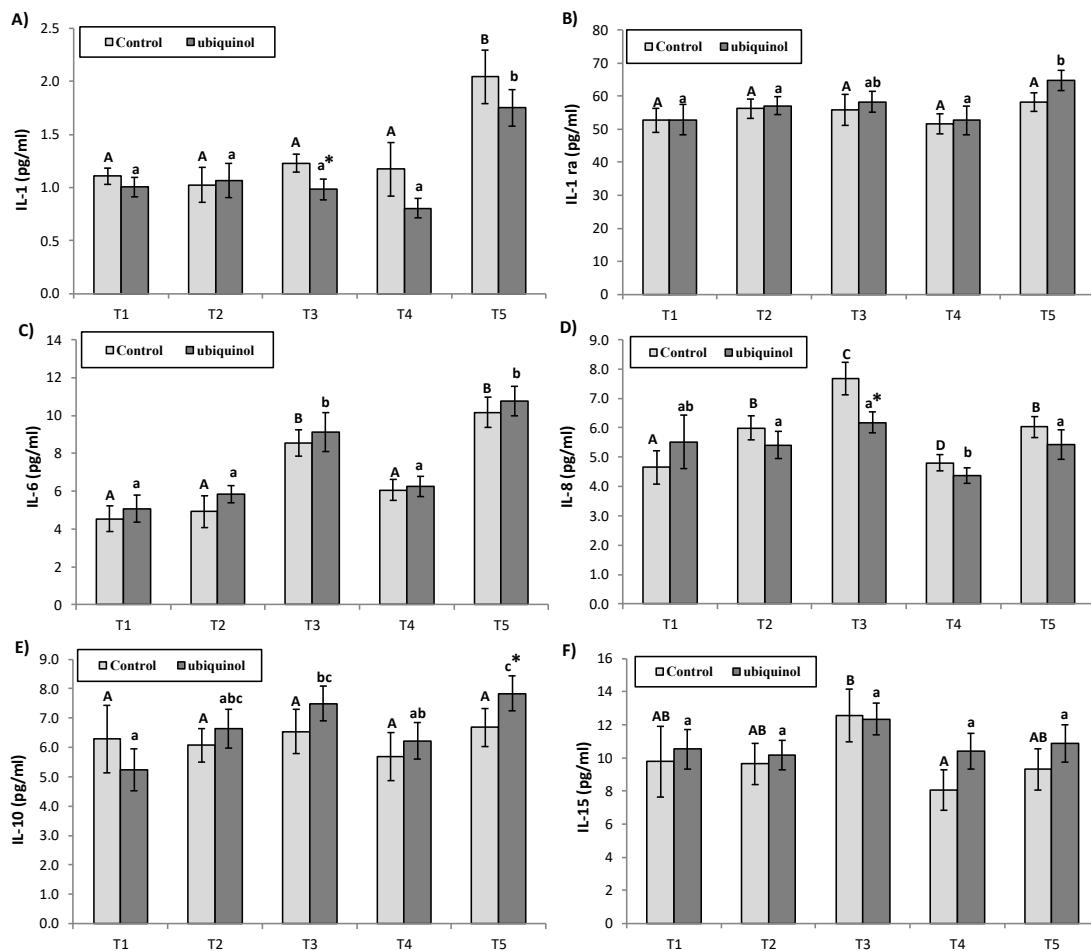 A)
Control ubiquinol
IL-1 (pg/ml)
2.5
2.0
1.5
1.0
0.5
0.0
A a A a A a* A a B b
T1 T2 T3 T4 T5
B)
Control ubiquinol
IL-1 ra (pg/ml)
80
70
60
50
40
30
20
10
0
A a A a A ab A a A b
T1 T2 T3 T4 T5
C)
Control ubiquinol
IL-6 (pg/ml)
14
12
10
8
6
4
2
0
A a A a B b A a B b
T1 T2 T3 T4 T5
D)
Control ubiquinol
IL-8 (pg/ml)
9.0
8.0
7.0
6.0
5.0
4.0
3.0
2.0
1.0
0.0
A ab B a C a* D b B a
T1 T2 T3 T4 T5
E)
Control ubiquinol
IL-10 (pg/ml)
9.0
8.0
7.0
6.0
5.0
4.0
3.0
2.0
1.0
0.0
A a A abc A bc A ab A c*
T1 T2 T3 T4 T5
F)
Control ubiquinol
IL-15 (pg/ml)
16
14
12
10
8
6
4
2
0
AB a AB a B a A a AB a
T1 T2 T3 T4 T5